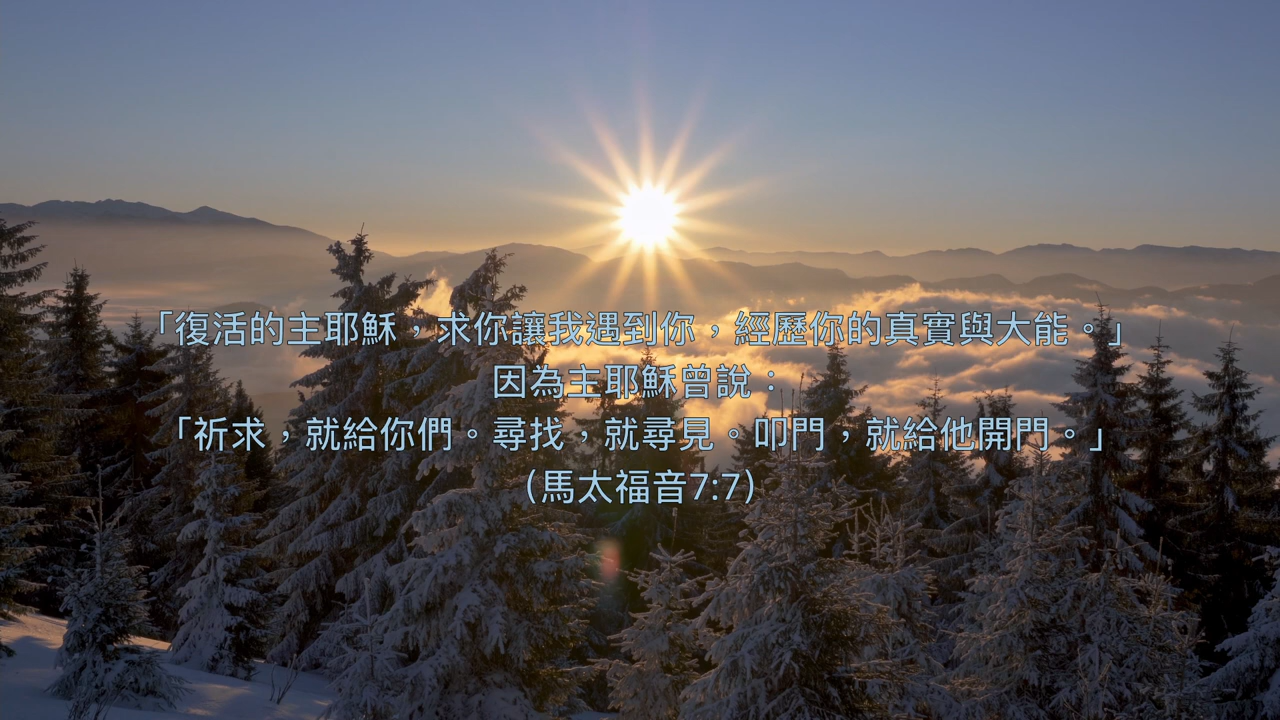 「復活的主耶穌，求你讓我遇到你，經歷你的真實與大能。」
因為主耶穌曾說：
「祈求，就給你們。尋找，就尋見。叩門，就給他開門。」
(馬太福音7:7)